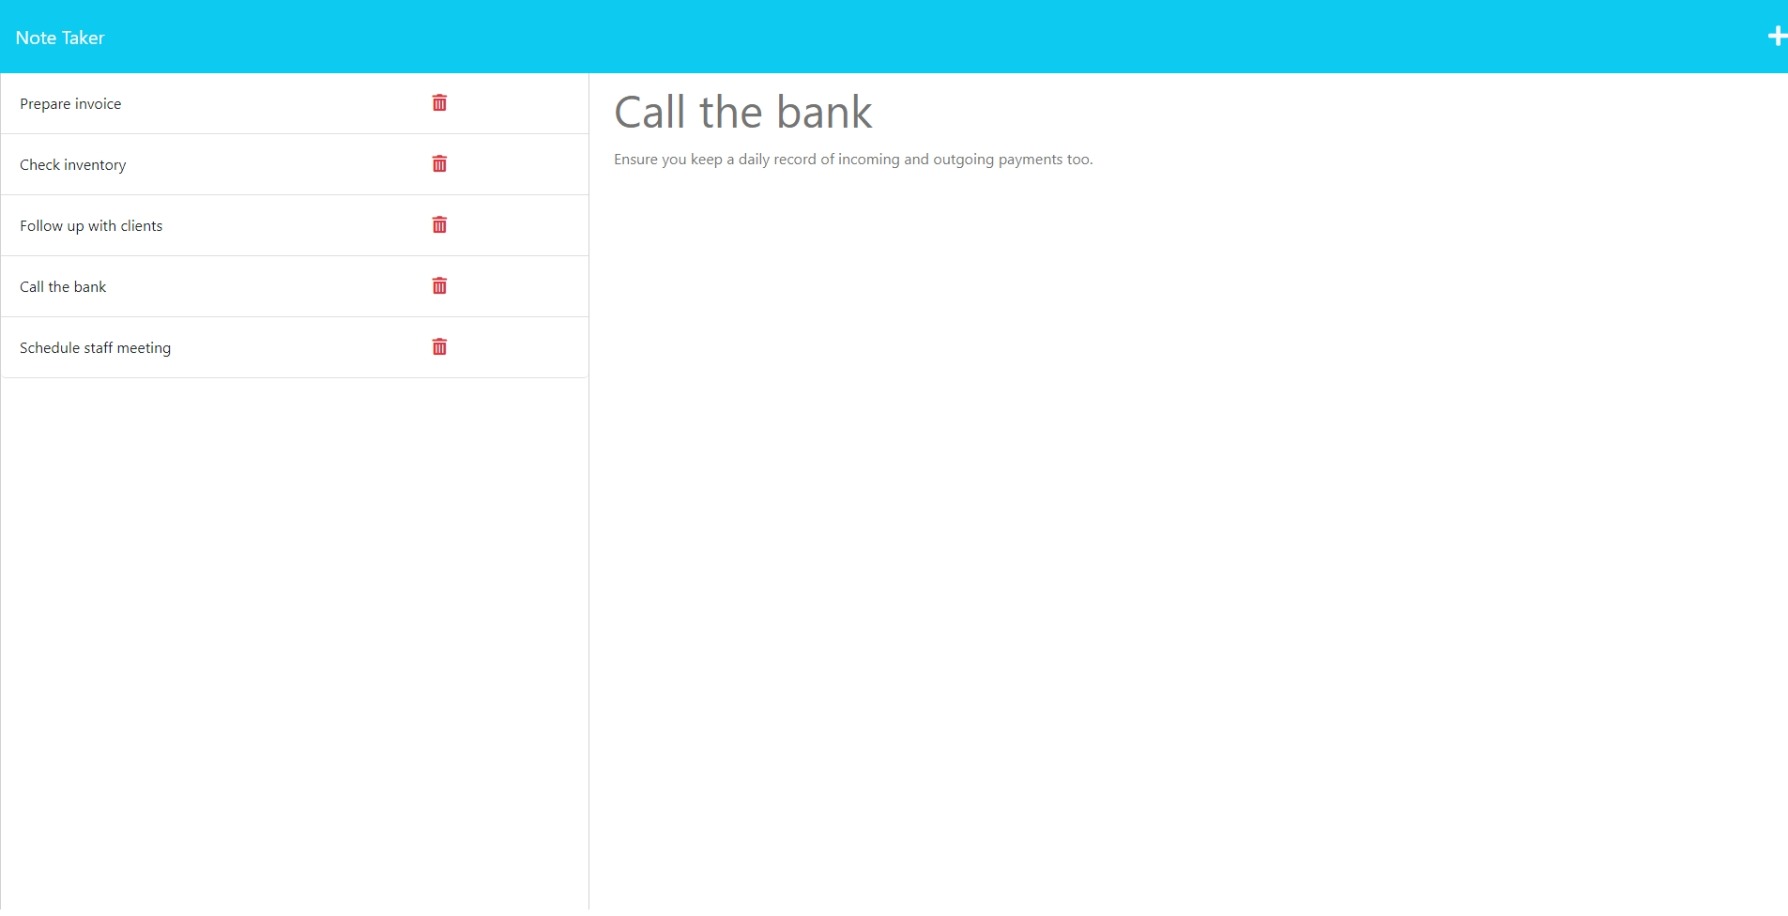 Note Taker
Prepare invoice
Check inventory
Follow up with clients
Call the bank
Schedule staff meeting
Call the bank
Ensure you keep a daily record of incoming and outgoing payments too.